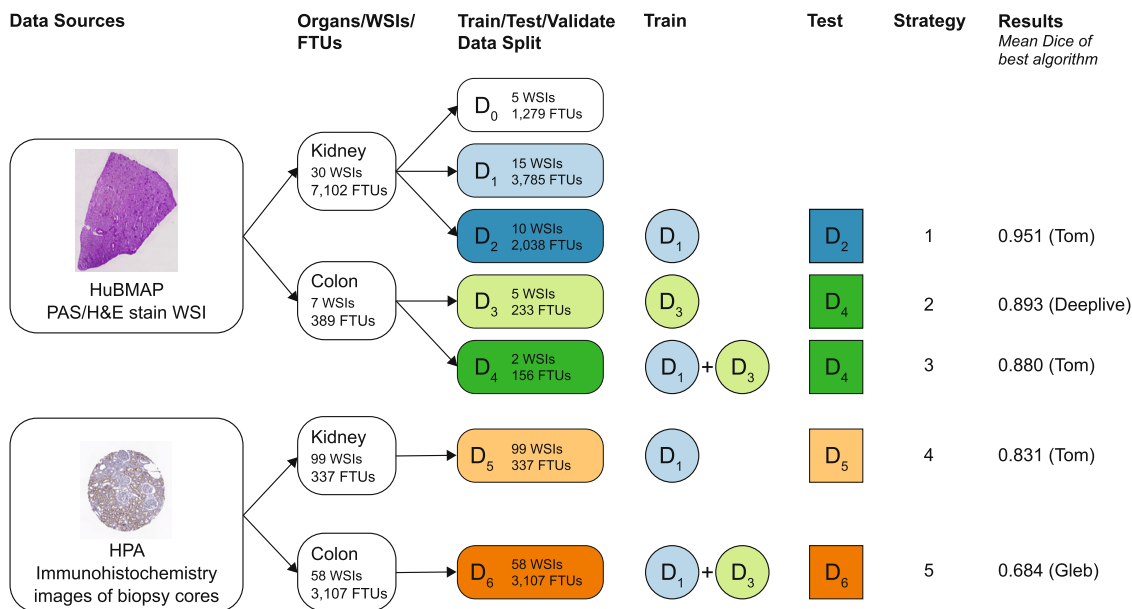 Data Sources
Organs/WSIs/
FTUs
Train/Test/Validate
Data Split
Train
Test
Strategy
Results
Mean Dice of
best algorithm
D0
5 WSIs
1,279 FTUs
Kidney
30 WSIs
7,102 FTUs
D1
15 WSIs
3,785 FTUs
D2
10 WSIs
2,038 FTUs
D1
D2
1
0.951 (Tom)
HuBMAP
PAS/H&E stain WSI
Colon
7 WSIs
389 FTUs
D3
5 WSIs
233 FTUs
D3
D4
2
0.893 (Deeplive)
D4
2 WSIs
156 FTUs
D1 + D3
D4
3
0.880 (Tom)
Kidney
99 WSIs
337 FTUs
D5
99 WSIs
337 FTUs
D1
D5
4
0.831 (Tom)
HPA
Immunohistochemistry
images of biopsy cores
Colon
58 WSIs
3,107 FTUs
D6
58 WSIs
3,107 FTUs
D1 + D3
D6
5
0.684 (Gleb)